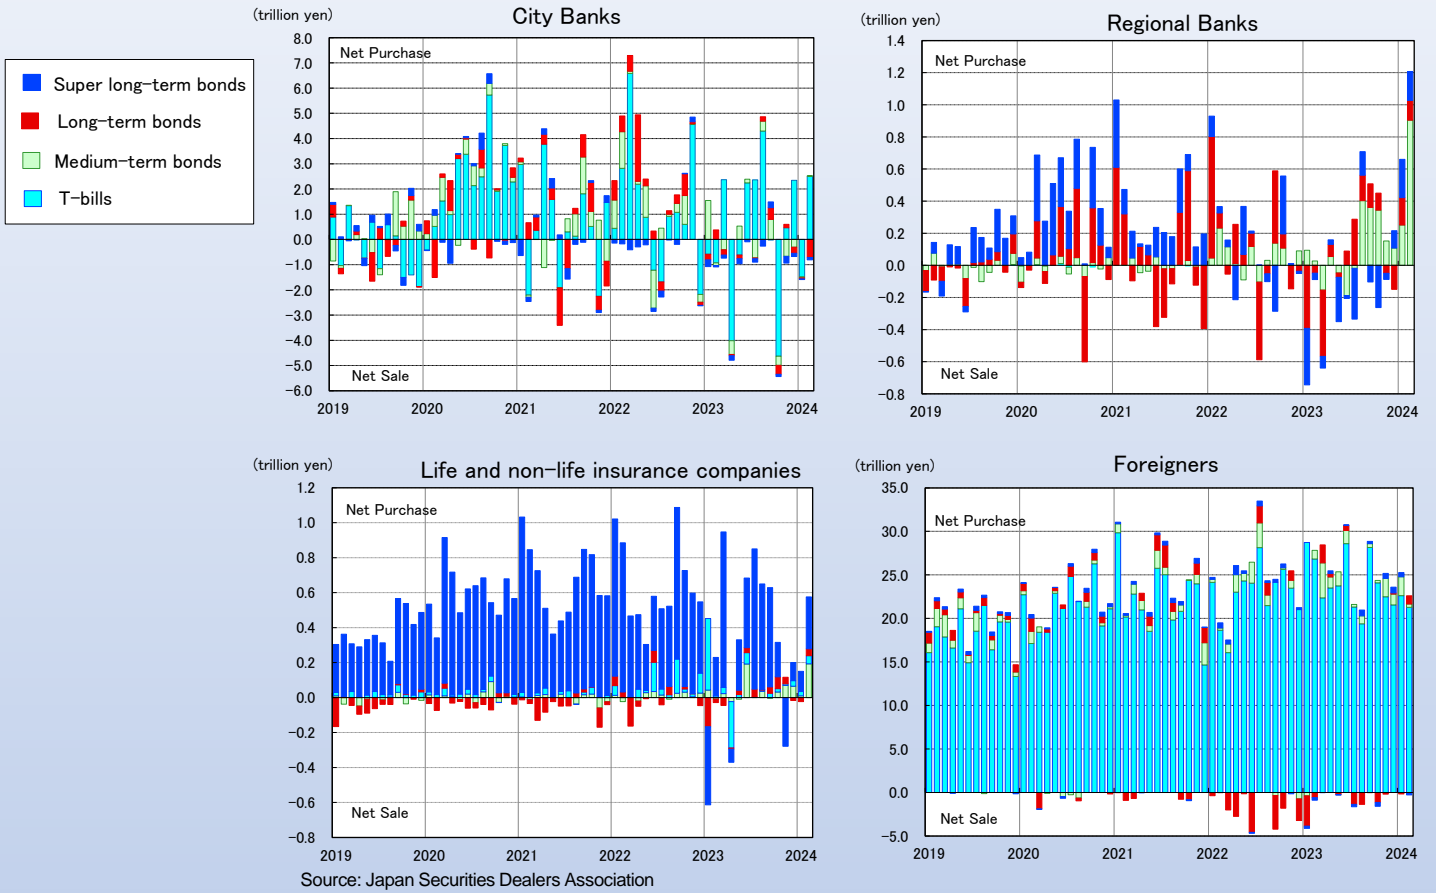 Super long-term bonds
Long-term bonds
Medium-term bonds
T-bills
(trillion yen)
City Banks
8.0
7.0
6.0
5.0
4.0
3.0
2.0
1.0
0.0
-1.0
-2.0
-3.0
-4.0
-5.0
-6.0
Net Purchase
Net Sale
2019 2020 2021 2022 2023 2024
(trillion yen)
Regional Banks
1.4
1.2
1.0
0.8
0.6
0.4
0.2
0.0
-0.2
-0.4
-0.6
-0.8
Net Purchase
Net Sale
2019 2020 2021 2022 2023 2024
(trillion yen)
Life and non-life insurance companies
1.2
1.0
0.8
0.6
0.4
0.2
0.0
-0.2
-0.4
-0.6
-0.8
Net Purchase
Net Sale
2019 2020 2021 2022 2023 2024
(trillion yen)
Foreigners
35.0
30.0
25.0
20.0
15.0
10.0
5.0
0.0
-5.0
Net Purchase
Net Sale
2019 2020 2021 2022 2023 2024
Source: Japan Securities Dealers Association